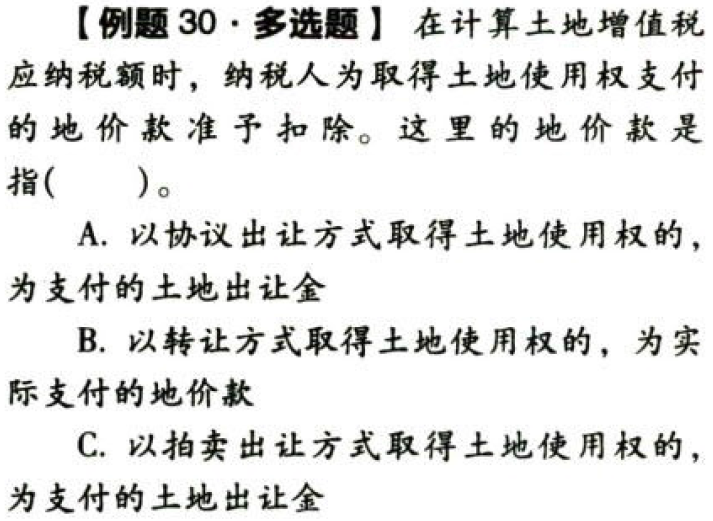 【例题 30·多选题】 在计算土地增值税
应纳税额时，纳税人为取得土地使用权支付
的地价款准予扣除。这里的地价款是
指(　　)。
A. 以协议出让方式取得土地使用权的，
为支付的土地出让金
B. 以转让方式取得土地使用权的，为实
际支付的地价款
C. 以拍卖出让方式取得土地使用权的，
为支付的土地出让金